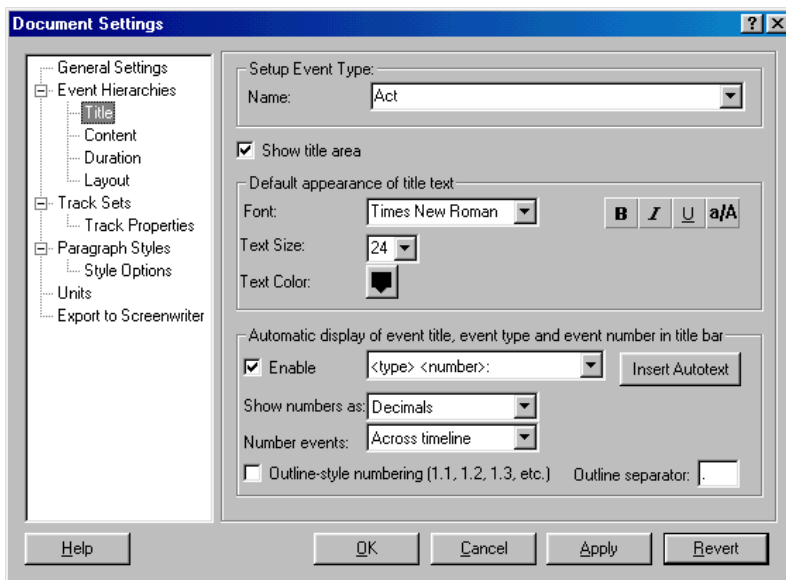 Document Settings
General Settings
Event Hierarchies
Title
Content
Duration
Layout
Track Sets
Track Properties
Paragraph Styles
Style Options
Units
Export to Screenwriter
Setup Event Type:
Name: Act
Show title area
Default appearance of title text
Font: Times New Roman B I U a/A
Text Size: 24
Text Color:
Automatic display of event title, event type and event number in title bar
Enable <type> <number>: Insert Autotext
Show numbers as: Decimals
Number events: Across timeline
Outline-style numbering (1.1, 1.2, 1.3, etc.) Outline separator: .
Help OK Cancel Apply Revert